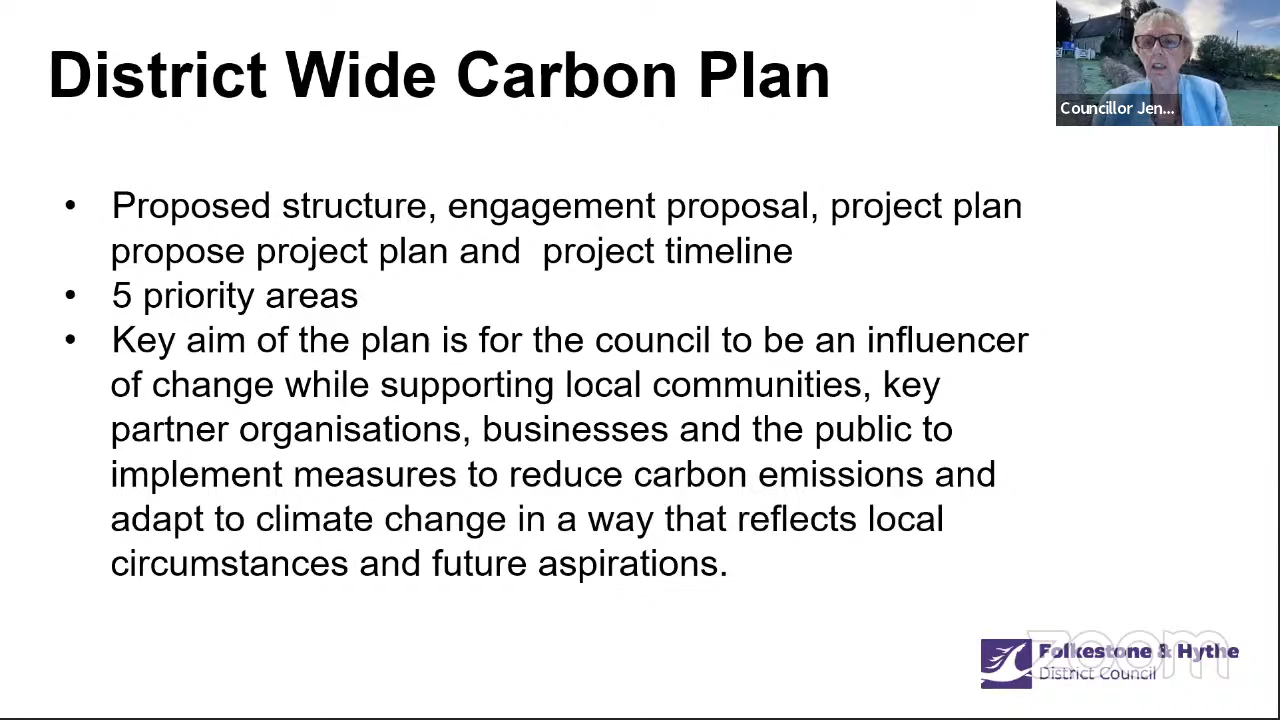 District Wide Carbon Plan
Councillor Jen...
• Proposed structure, engagement proposal, project plan
propose project plan and project timeline
• 5 priority areas
• Key aim of the plan is for the council to be an influencer
of change while supporting local communities, key
partner organisations, businesses and the public to
implement measures to reduce carbon emissions and
adapt to climate change in a way that reflects local
circumstances and future aspirations.
zoom
Folkestone & Hythe
District Council